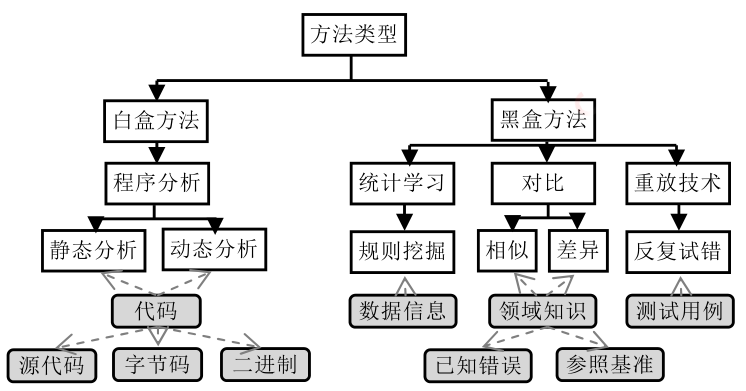 方法类型
白盒方法
黑盒方法
程序分析
统计学习
对比
重放技术
静态分析
动态分析
规则挖掘
相似
差异
反复试错
代码
数据信息
领域知识
测试用例
源代码
字节码
二进制
已知错误
参照基准